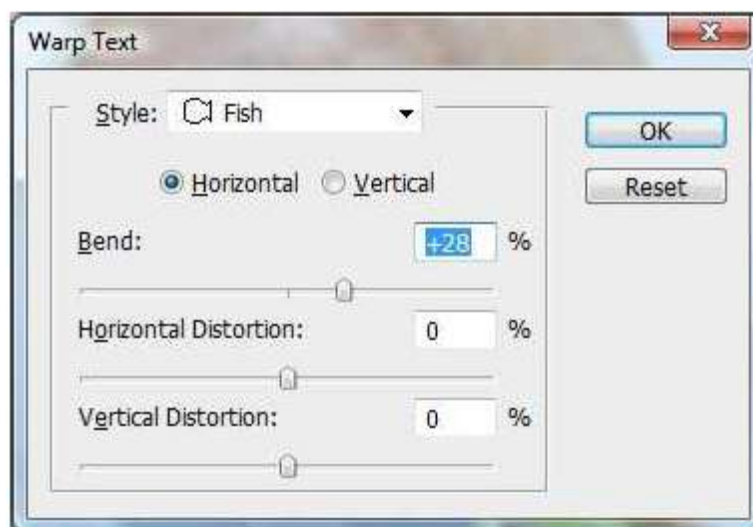 Warp Text
Style: Fish
OK
Horizontal Vertical
Reset
Bend: +28 %
Horizontal Distortion: 0 %
Vertical Distortion: 0 %